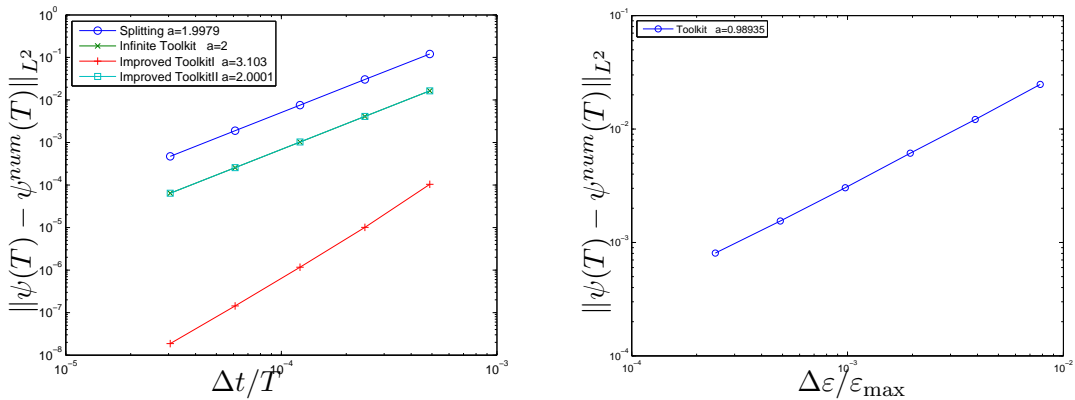 Splitting a=1.9979
Infinite Toolkit a=2
Improved ToolkitI a=3.103
Improved ToolkitII a=2.0001
10^1
10^0
10^-1
10^-2
10^-3
10^-4
10^-5
10^-6
10^-7
10^-8
10^-5
10^-4
10^-3
||ψ(T) − ψ^num(T)||_L²
Δt/T
Toolkit a=0.98935
10^-1
10^-2
10^-3
10^-4
10^-4
10^-3
10^-2
||ψ(T) − ψ^num(T)||_L²
Δε/ε_max